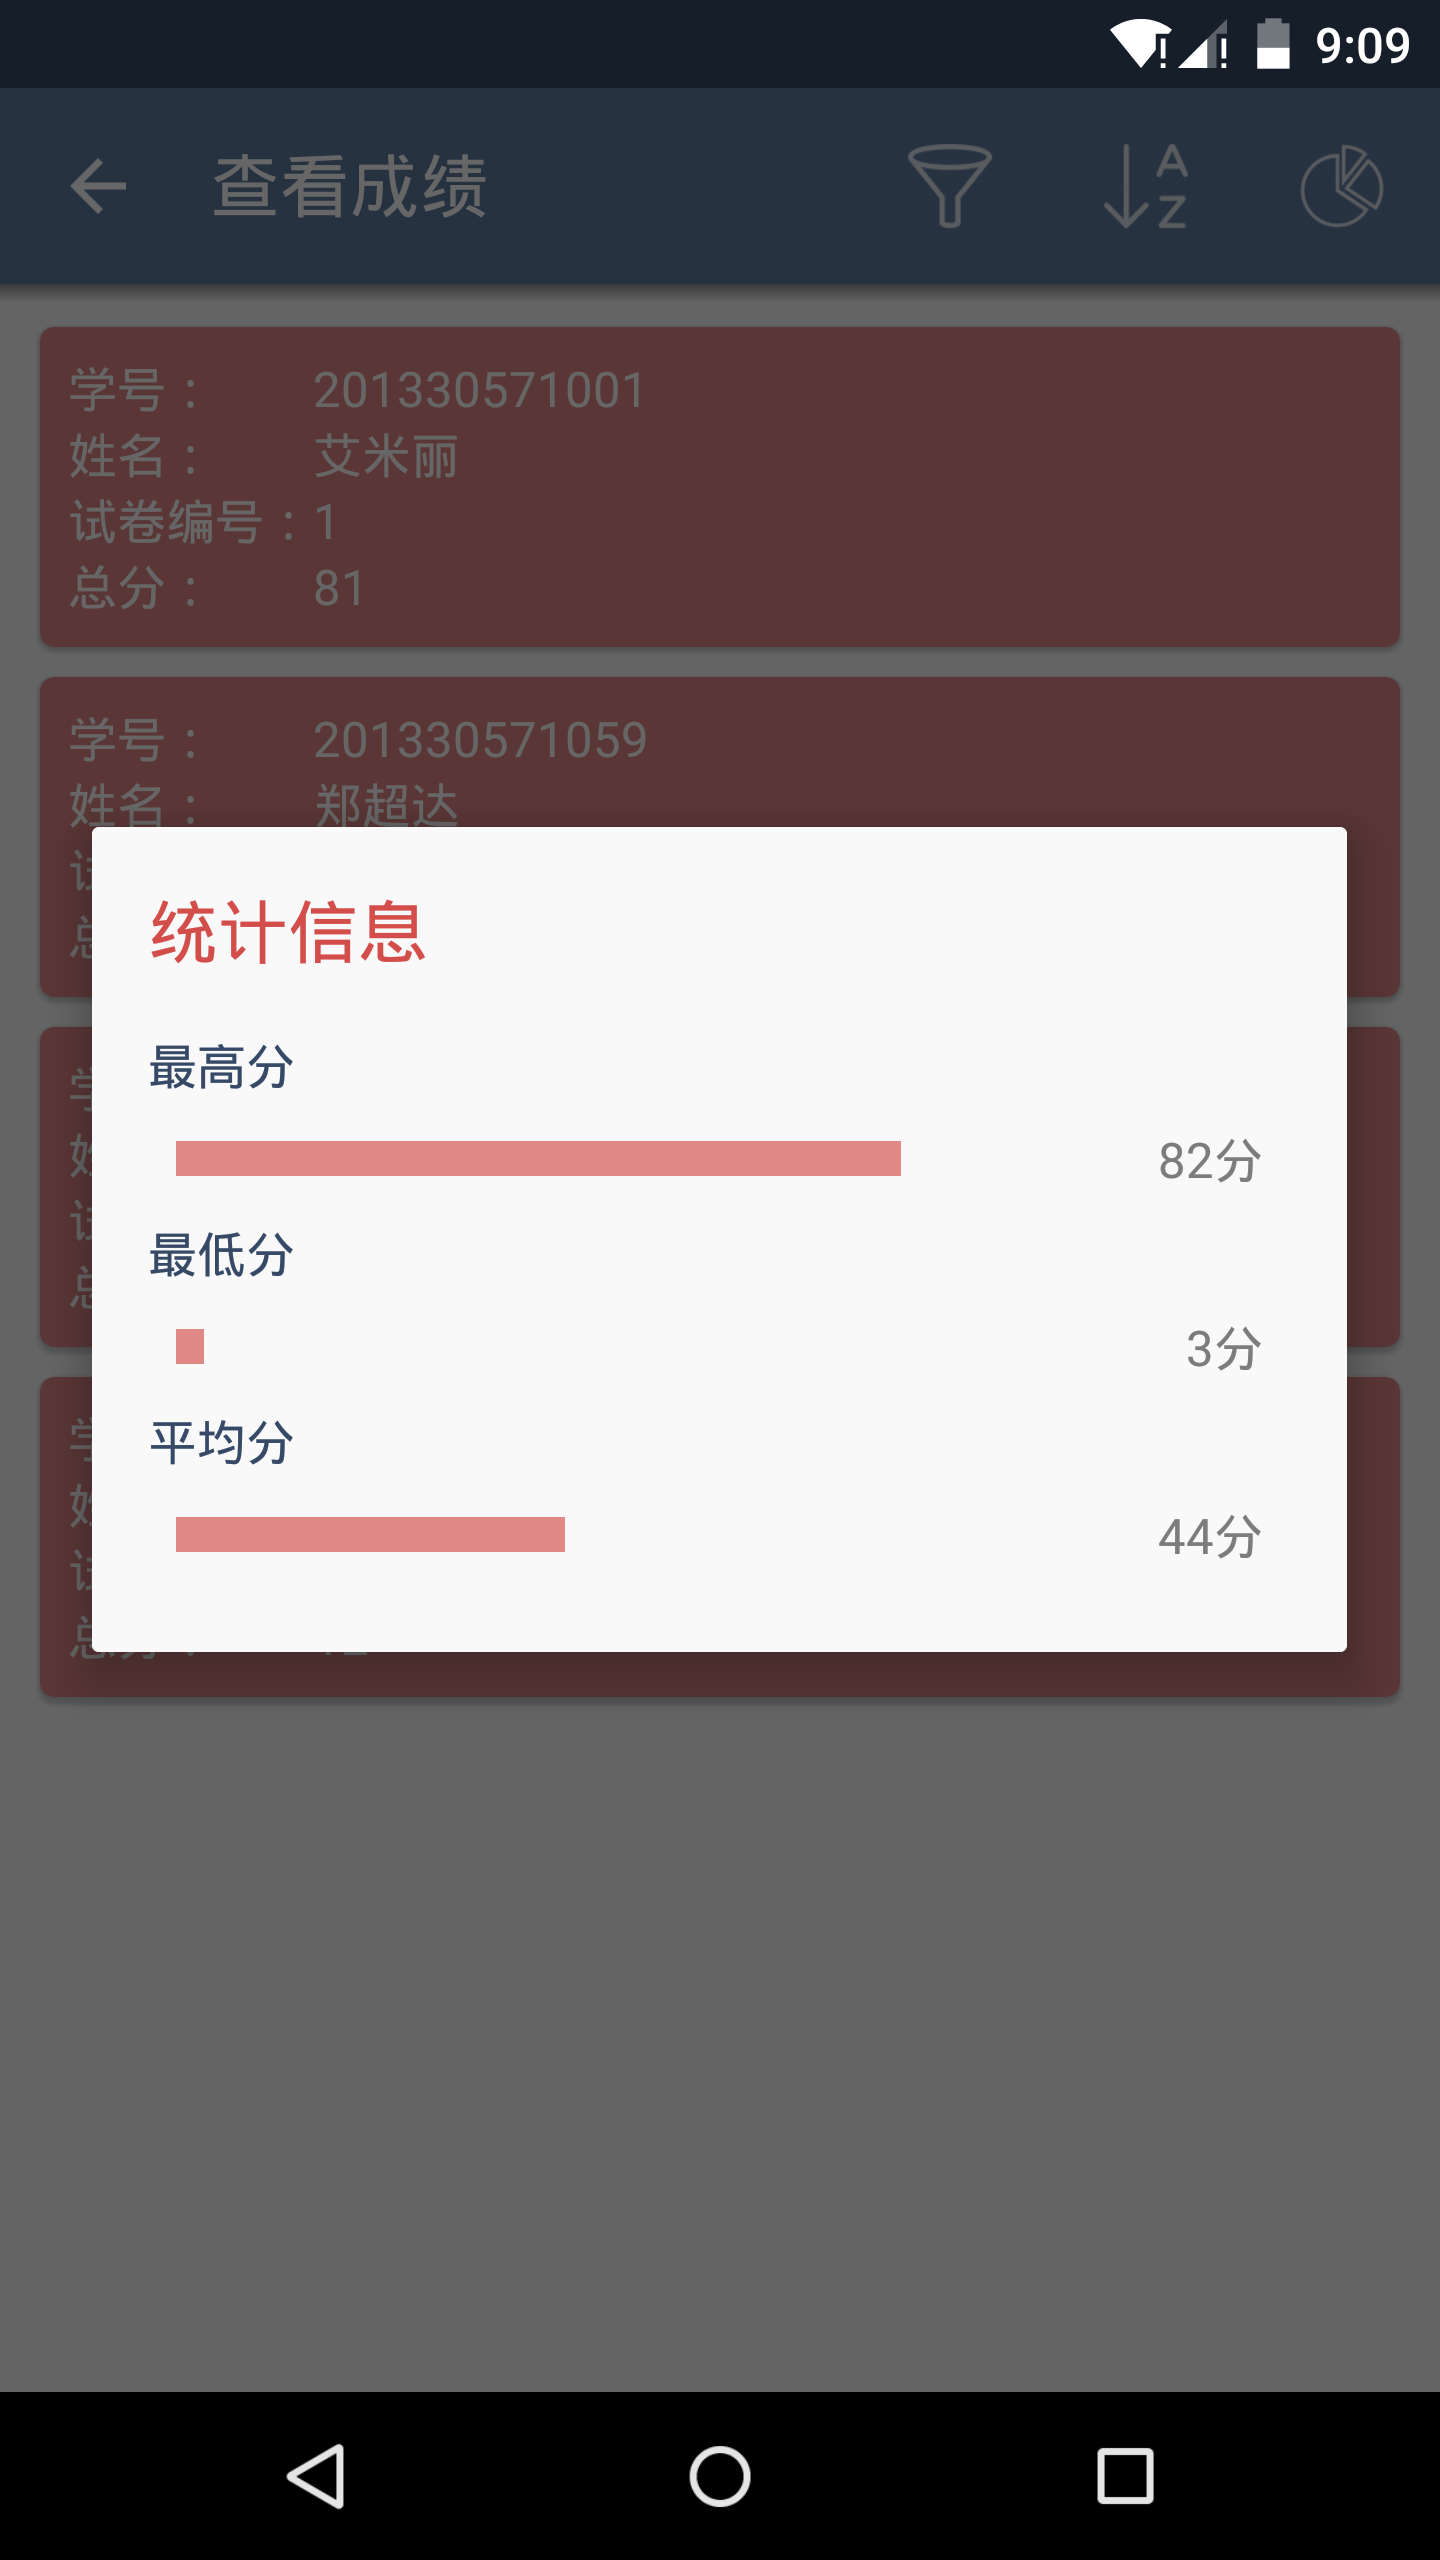 9:09
查看成绩
A
Z
学号： 201330571001
姓名： 艾米丽
试卷编号：1
总分： 81
学号： 201330571059
姓名： 郑超达
统计信息
最高分
82分
最低分
3分
平均分
44分